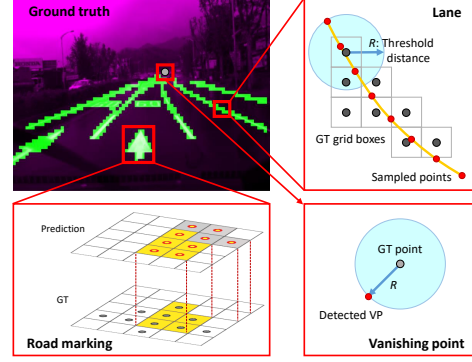 Ground truth
Lane
R: Threshold
distance
GT grid boxes
Sampled points
Prediction
GT
Road marking
GT point
R
Detected VP
Vanishing point